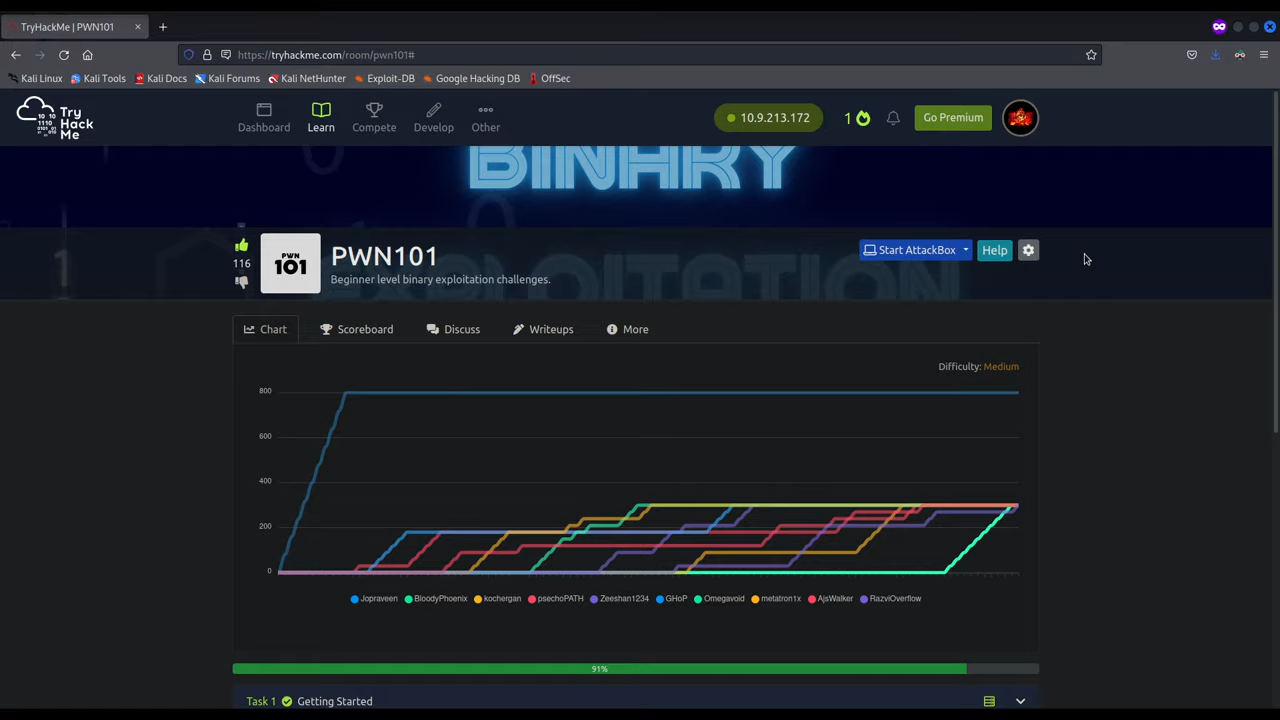 TryHackMe | PWN101
https://tryhackme.com/room/pwn101#
Kali Linux Kali Tools Kali Docs Kali Forums Kali NetHunter Exploit-DB Google Hacking DB OffSec
Try Hack Me
Dashboard Learn Compete Develop Other
10.9.213.172 1 Go Premium
BINARY
EXPLOITATION
PWN 101
116
PWN101
Beginner level binary exploitation challenges.
Start AttackBox Help
Chart Scoreboard Discuss Writeups More
Difficulty: Medium
800
600
400
200
0
Jopraveen BloodyPhoenix kochergan psechoPATH Zeeshan1234 GHoP Omegavoid metatron1x AjsWalker RazviOverflow
91%
Task 1 Getting Started